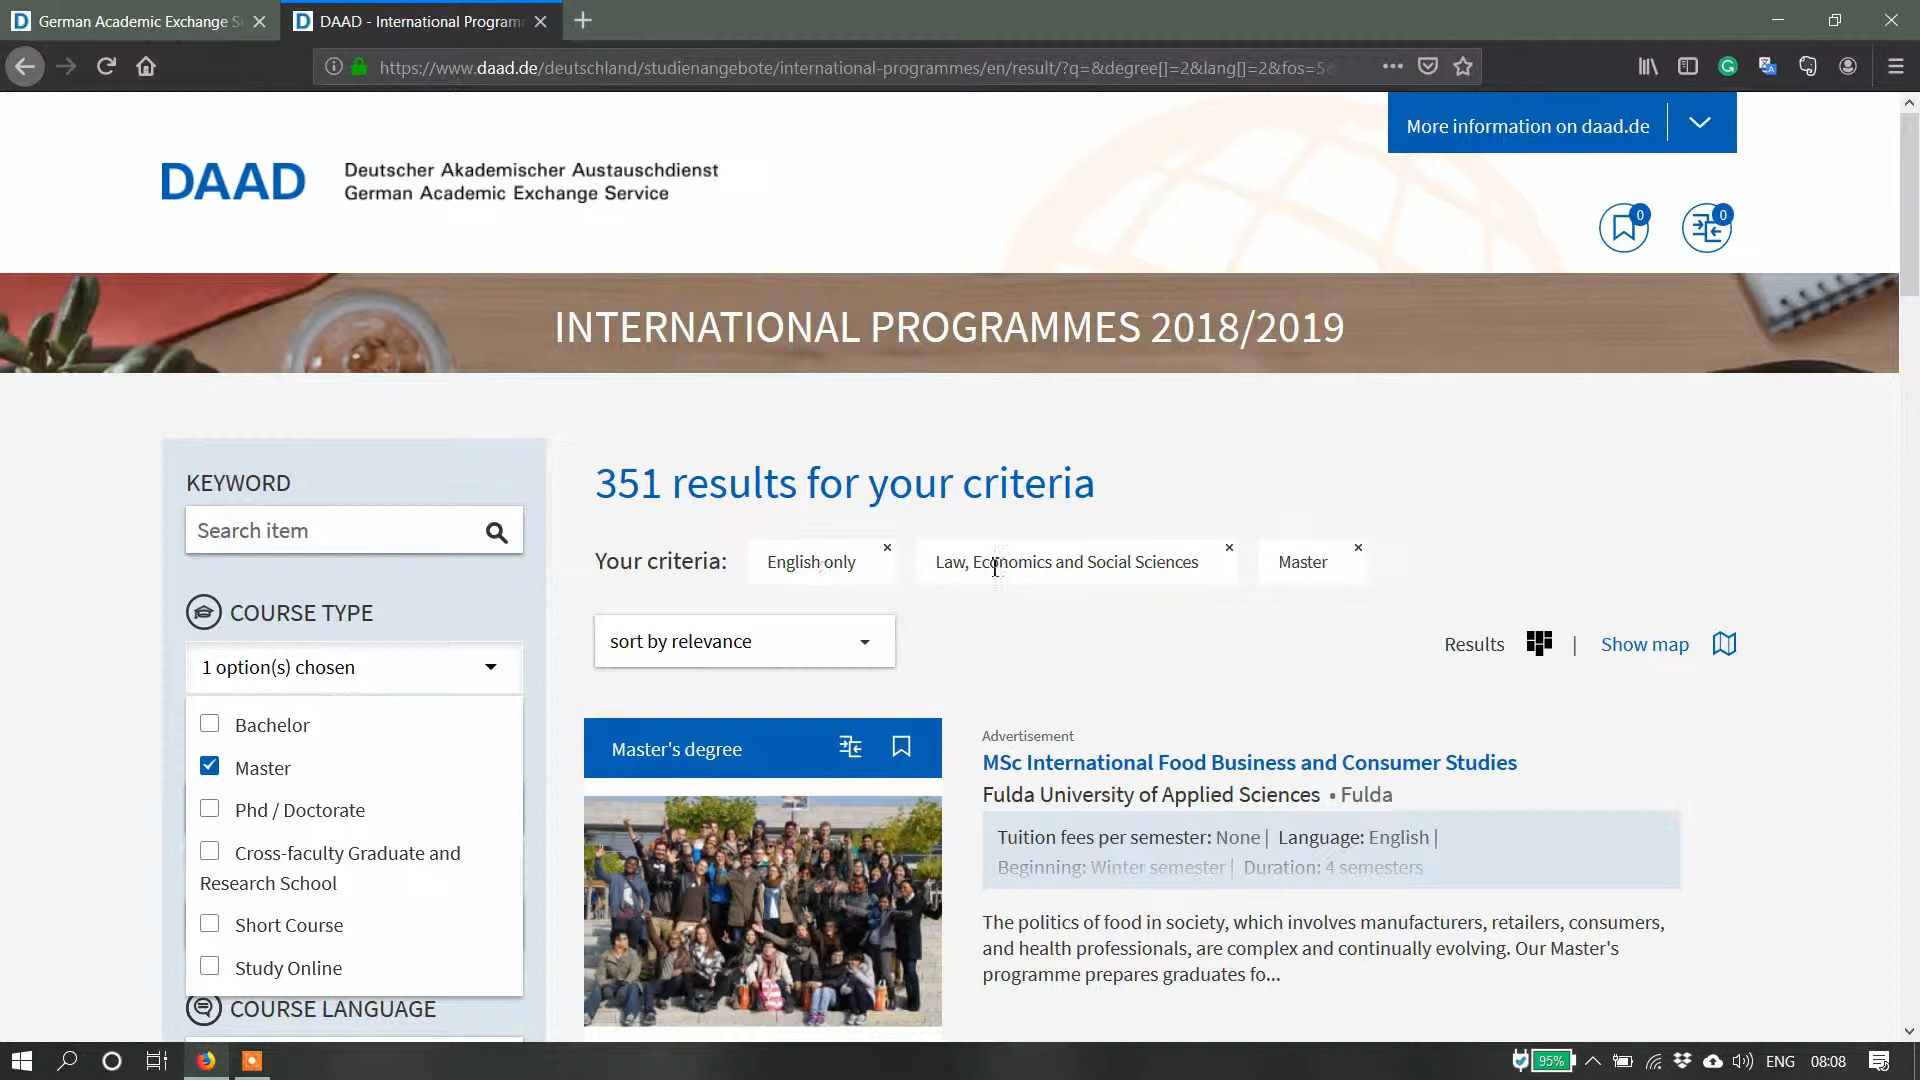 German Academic Exchange S
DAAD - International Programm
https://www.daad.de/deutschland/studienangebote/international-programmes/en/result/?q=&degree[]=2&lang[]=2&fos=5
More information on daad.de
DAAD
Deutscher Akademischer Austauschdienst
German Academic Exchange Service
0
0
INTERNATIONAL PROGRAMMES 2018/2019
KEYWORD
Search item
COURSE TYPE
1 option(s) chosen
Bachelor
Master
Phd / Doctorate
Cross-faculty Graduate and
Research School
Short Course
Study Online
COURSE LANGUAGE
351 results for your criteria
Your criteria:
English only
Law, Economics and Social Sciences
Master
sort by relevance
Results
Show map
Master's degree
Advertisement
MSc International Food Business and Consumer Studies
Fulda University of Applied Sciences • Fulda
Tuition fees per semester: None | Language: English |
Beginning: Winter semester | Duration: 4 semesters
The politics of food in society, which involves manufacturers, retailers, consumers,
and health professionals, are complex and continually evolving. Our Master's
programme prepares graduates fo...
95%
ENG
08:08